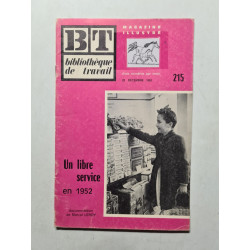 BT
bibliothèque
de travail
MAGAZINE
ILLUSTRÉ
215
Un libre
service
en 1952